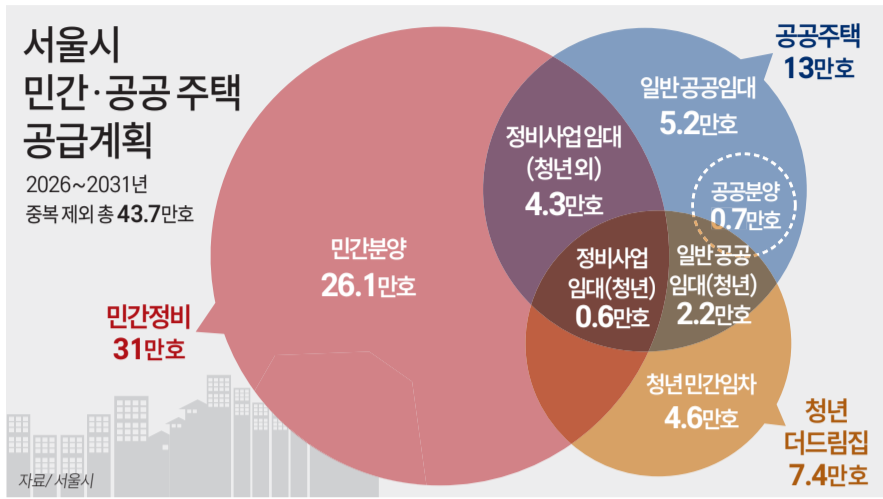 서울시
민간·공공 주택
공급계획
2026~2031년
중복 제외 총 43.7만호
공공주택
13만호
일반 공공임대
5.2만호
정비사업 임대
(청년 외)
4.3만호
공공분양
0.7만호
민간분양
26.1만호
정비사업
임대(청년)
0.6만호
일반 공공
임대(청년)
2.2만호
민간정비
31만호
청년 민간임차
4.6만호
청년
더드림집
7.4만호
자료/ 서울시